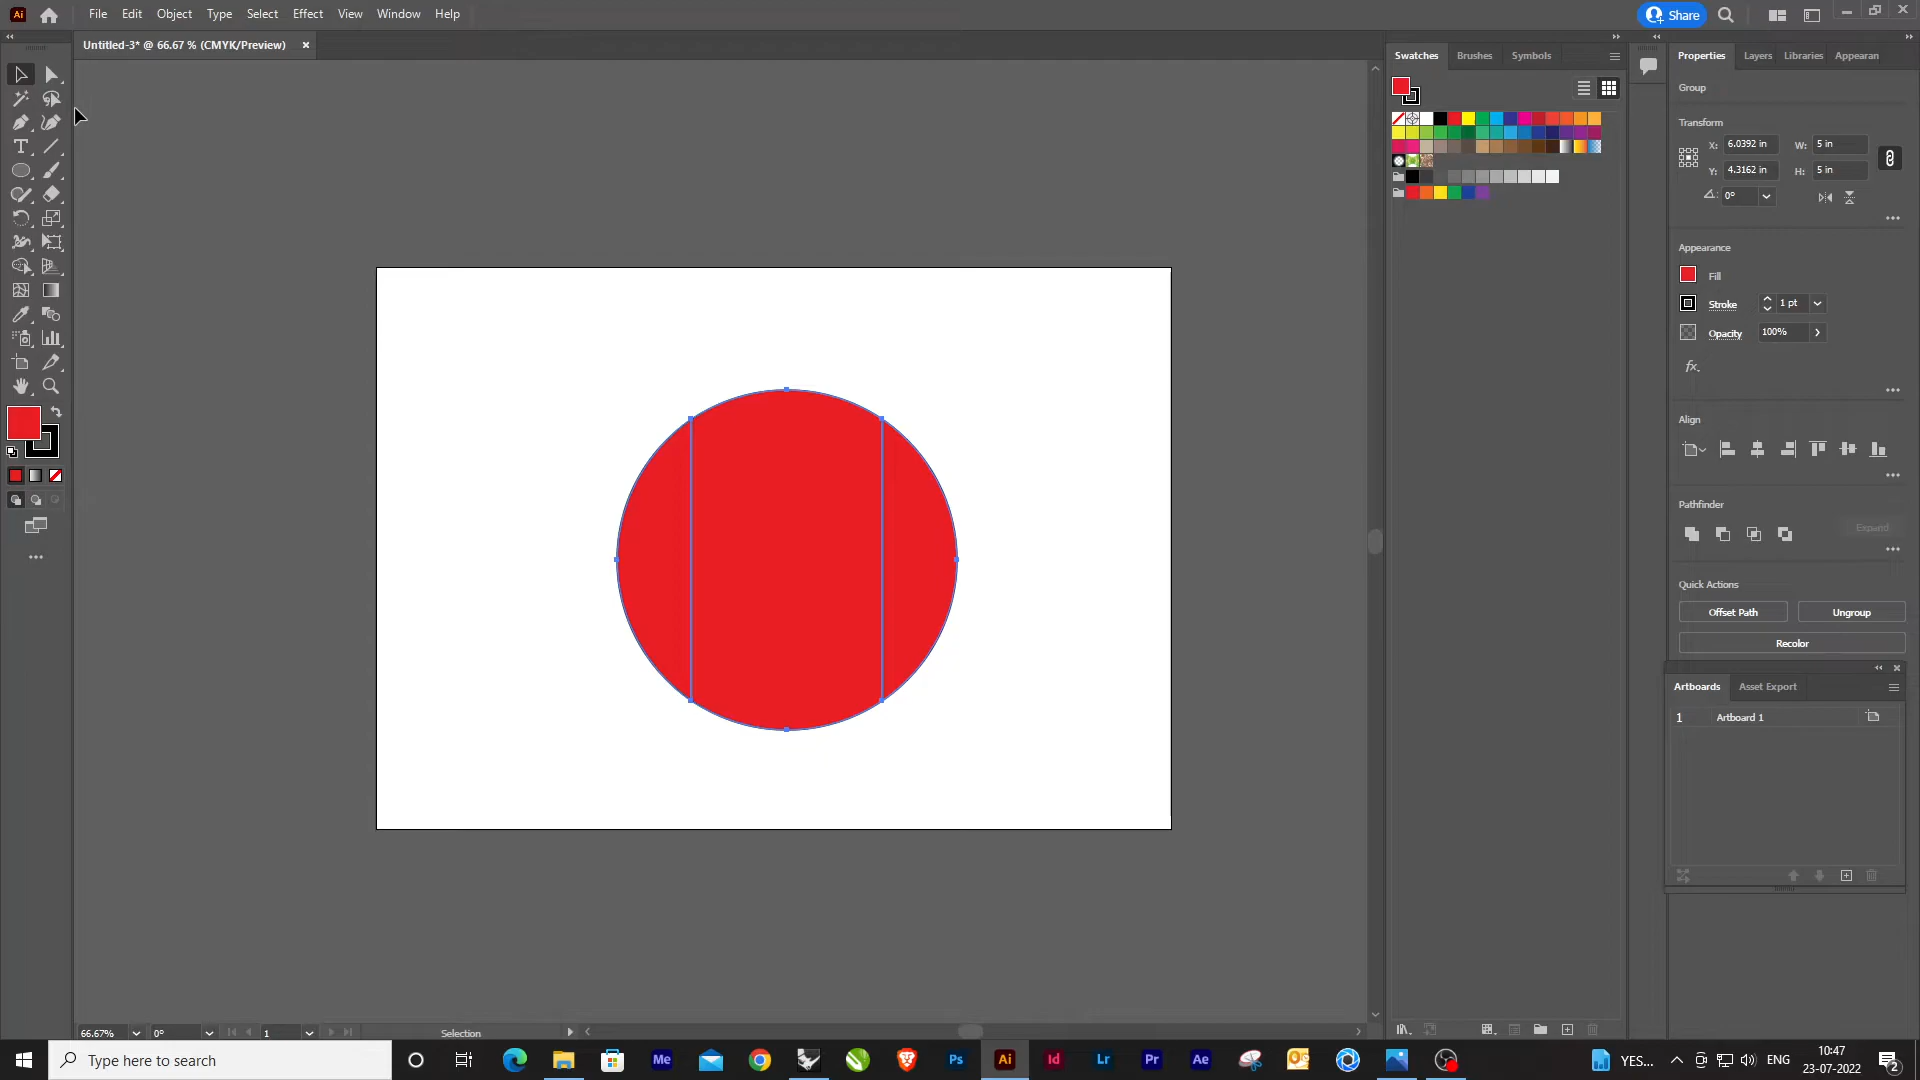 Ai File Edit Object Type Select Effect View Window Help Share
Untitled-3* @ 66.67 % (CMYK/Preview) ×
Swatches Brushes Symbols
Properties Layers Libraries Appearan
Group
Transform
X: 6.0392 in W: 5 in
Y: 4.3162 in H: 5 in
0°
Appearance
Fill
Stroke 1 pt
Opacity 100%
fx.
Align
Pathfinder
Expand
Quick Actions
Offset Path Ungroup
Recolor
Artboards Asset Export
1 Artboard 1
66.67% 0° 1 Selection
Type here to search
Me Ps Ai Id Lr Pr Ae
YES... ENG
10:47
23-07-2022
2